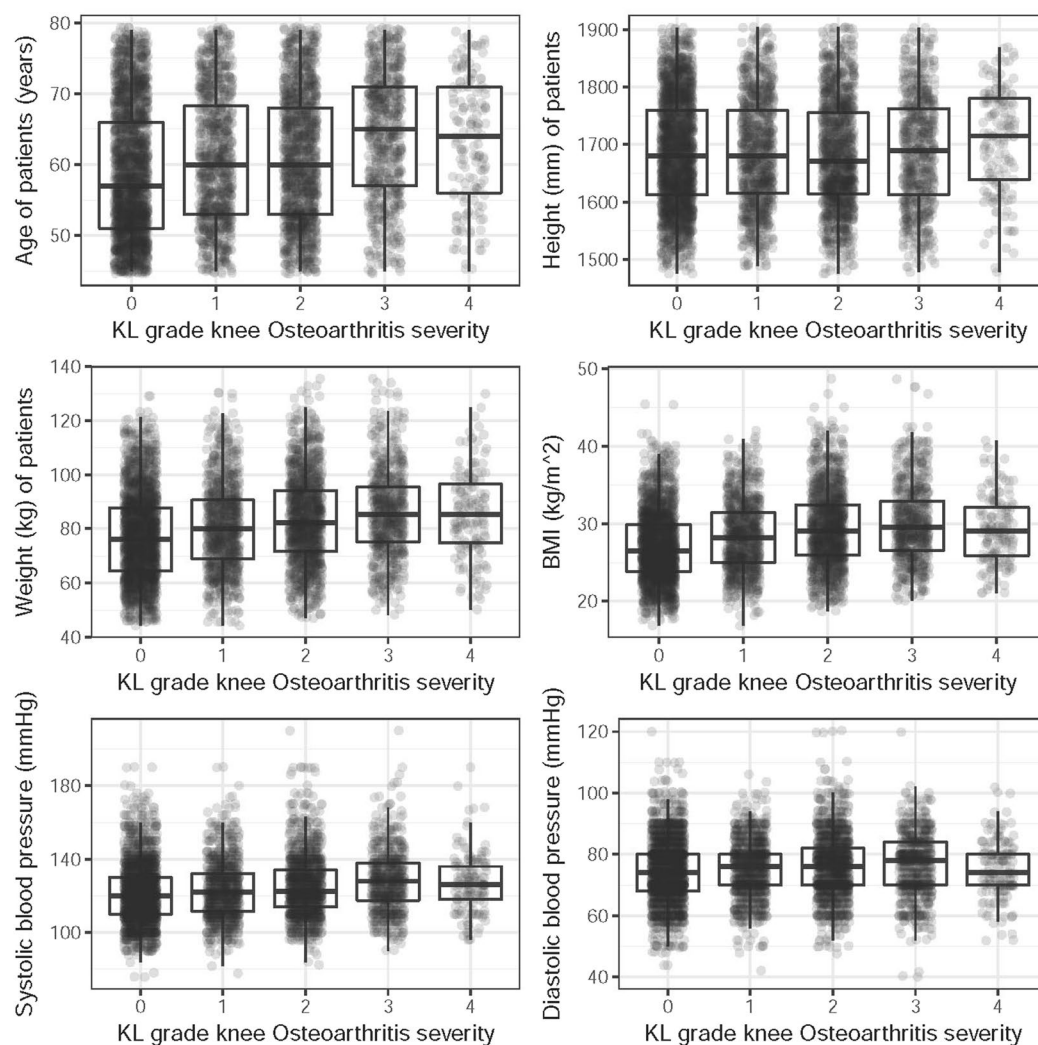 Age of patients (years)
80
70
60
50
0 1 2 3 4
KL grade knee Osteoarthritis severity
Height (mm) of patients
1900
1800
1700
1600
1500
0 1 2 3 4
KL grade knee Osteoarthritis severity
Weight (kg) of patients
140
120
100
80
60
40
0 1 2 3 4
KL grade knee Osteoarthritis severity
BMI (kg/m^2)
50
40
30
20
0 1 2 3 4
KL grade knee Osteoarthritis severity
Systolic blood pressure (mmHg)
180
140
100
0 1 2 3 4
KL grade knee Osteoarthritis severity
Diastolic blood pressure (mmHg)
120
100
80
60
40
0 1 2 3 4
KL grade knee Osteoarthritis severity